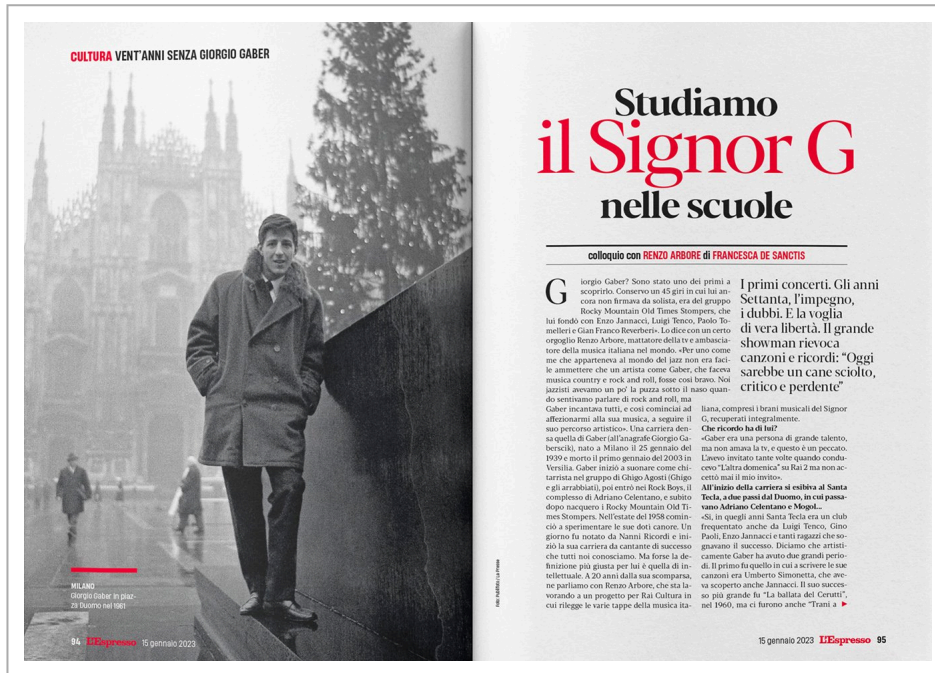 CULTURA VENT'ANNI SENZA GIORGIO GABER
MILANO
Giorgio Gaber in piaz-
za Duomo nel 1961
94 L'Espresso 15 gennaio 2023
Studiamo
il Signor G
nelle scuole
colloquio con RENZO ARBORE di FRANCESCA DE SANCTIS
Giorgio Gaber? Sono stato uno dei primi a
scoprirlo. Conservo un 45 giri in cui lui an-
cora non firmava da solista, era del gruppo
Rocky Mountain Old Times Stompers, che
lui fondò con Enzo Jannacci, Luigi Tenco, Paolo To-
melleri e Gian Franco Reverberi». Lo dice con un certo
orgoglio Renzo Arbore, mattatore della tv e ambascia-
tore della musica italiana nel mondo. «Per uno come
me che apparteneva al mondo del jazz non era faci-
le ammettere che un artista come Gaber, che faceva
musica country e rock and roll, fosse così bravo. Noi
jazzisti avevamo un po' la puzza sotto il naso quan-
do sentivamo parlare di rock and roll, ma
Gaber incantava tutti, e così cominciai ad
affezionarmi alla sua musica, a seguire il
suo percorso artistico». Una carriera den-
sa quella di Gaber (all'anagrafe Giorgio Ga-
berscik), nato a Milano il 25 gennaio del
1939 e morto il primo gennaio del 2003 in
Versilia. Gaber iniziò a suonare come chi-
tarrista nel gruppo di Ghigo Agosti (Ghigo
e gli arrabbiati), poi entrò nei Rock Boys, il
complesso di Adriano Celentano, e subito
dopo nacquero i Rocky Mountain Old Ti-
mes Stompers. Nell'estate del 1958 comin-
ciò a sperimentare le sue doti canore. Un
giorno fu notato da Nanni Ricordi e ini-
ziò la sua carriera da cantante di successo
che tutti noi conosciamo. Ma forse la de-
finizione più giusta per lui è quella di in-
tellettuale. A 20 anni dalla sua scomparsa,
ne parliamo con Renzo Arbore, che sta la-
vorando a un progetto per Rai Cultura in
cui rilegge le varie tappe della musica ita-
I primi concerti. Gli anni
Settanta, l'impegno,
i dubbi. E la voglia
di vera libertà. Il grande
showman rievoca
canzoni e ricordi: "Oggi
sarebbe un cane sciolto,
critico e perdente"
liana, compresi i brani musicali del Signor
G, recuperati integralmente.
Che ricordo ha di lui?
«Gaber era una persona di grande talento,
ma non amava la tv, e questo è un peccato.
L'avevo invitato tante volte quando condu-
cevo "L'altra domenica" su Rai 2 ma non ac-
cettò mai il mio invito».
All'inizio della carriera si esibiva al Santa
Tecla, a due passi dal Duomo, in cui passa-
vano Adriano Celentano e Mogol...
«Sì, in quegli anni Santa Tecla era un club
frequentato anche da Luigi Tenco, Gino
Paoli, Enzo Jannacci e tanti ragazzi che so-
gnavano il successo. Diciamo che artisti-
camente Gaber ha avuto due grandi perio-
di. Il primo fu quello in cui a scrivere le sue
canzoni era Umberto Simonetta, che ave-
va scoperto anche Jannacci. Il suo succes-
so più grande fu "La ballata del Cerutti",
nel 1960, ma ci furono anche "Trani a
15 gennaio 2023 L'Espresso 95